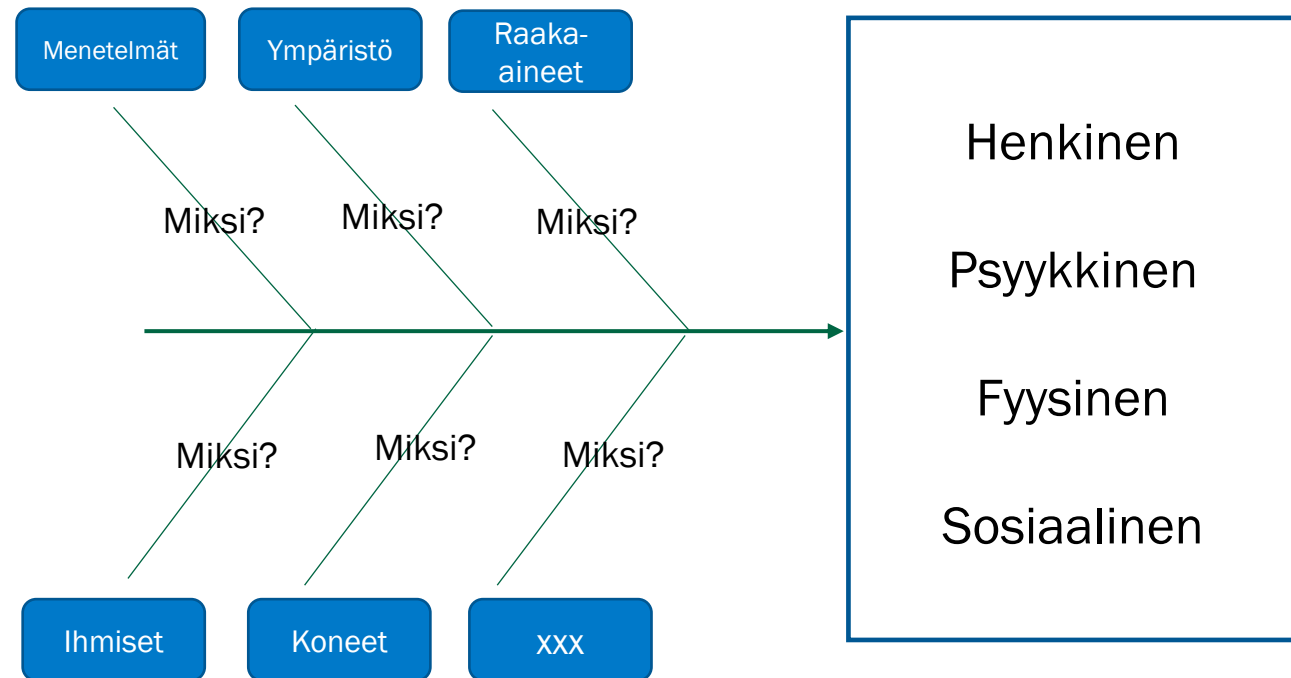 Menetelmät
Ympäristö
Raaka-
aineet
Miksi?
Miksi?
Miksi?
Miksi?
Miksi?
Miksi?
Ihmiset
Koneet
xxx
Henkinen
Psyykkinen
Fyysinen
Sosiaalinen